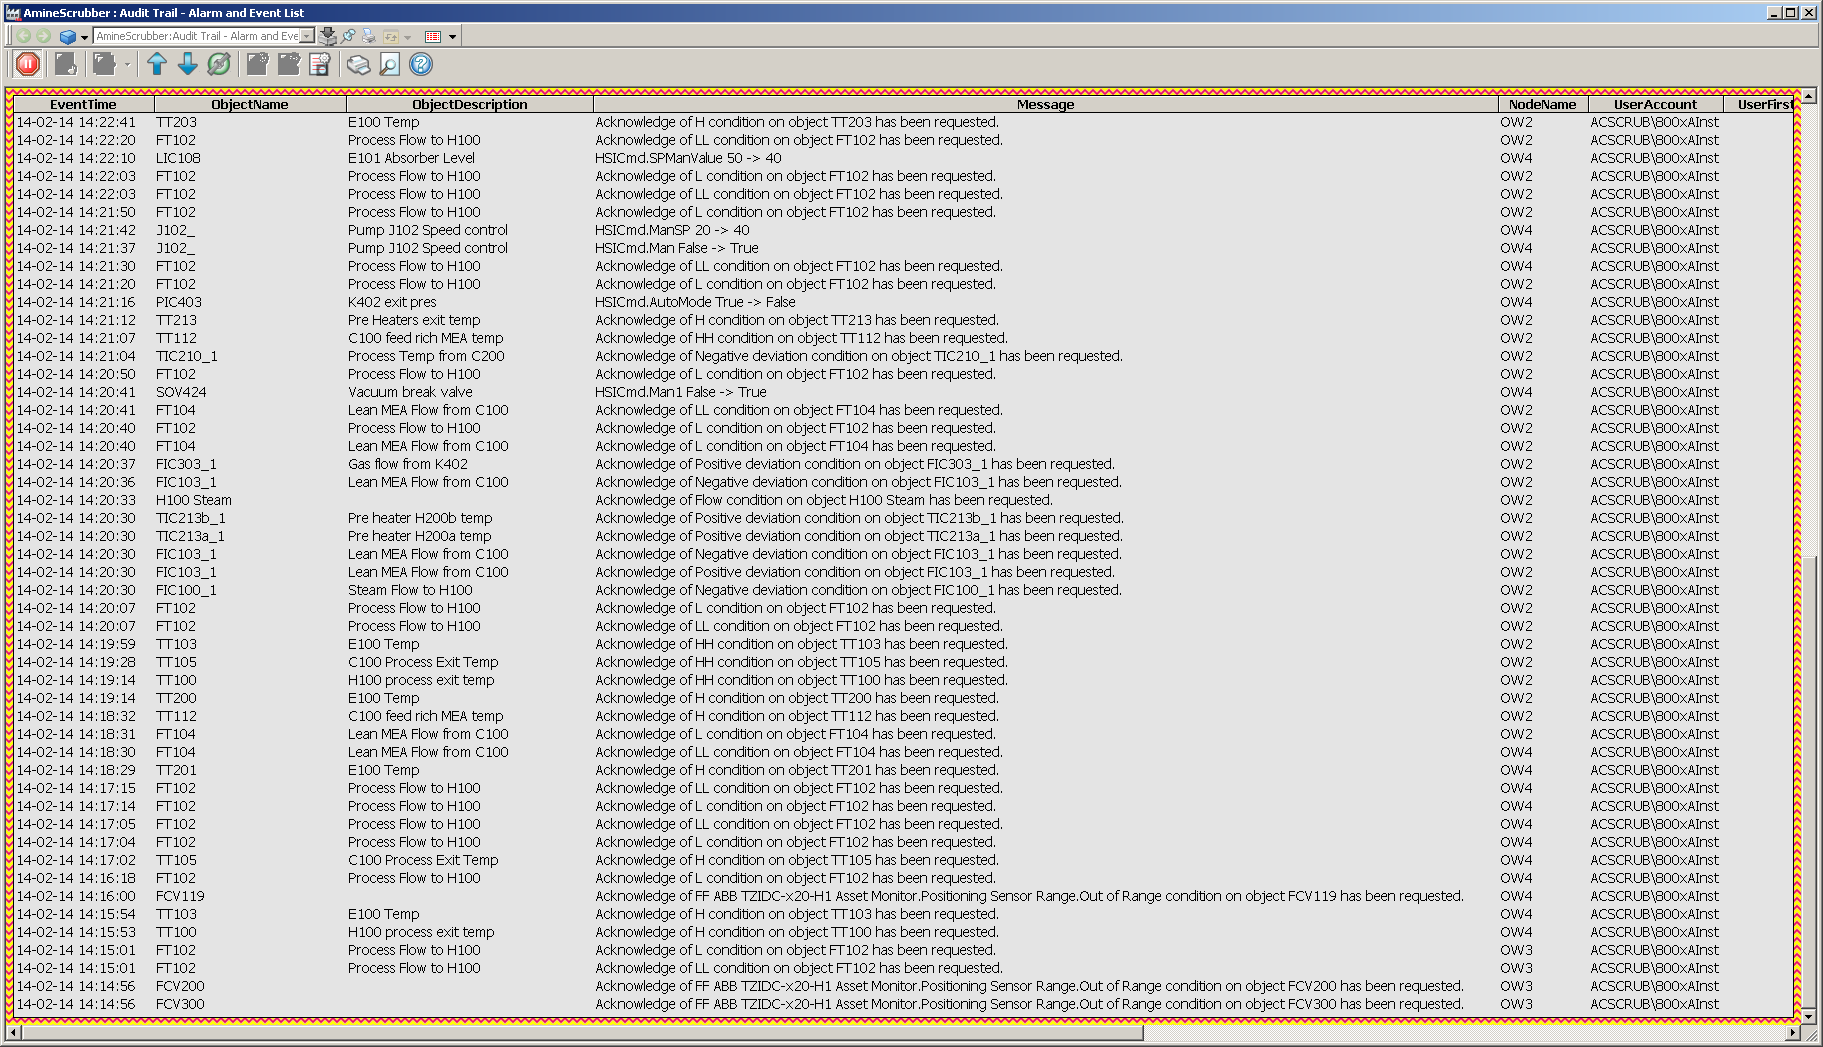 AmineScrubber : Audit Trail - Alarm and Event List
AmineScrubber:Audit Trail - Alarm and Eve
EventTime ObjectName ObjectDescription Message NodeName UserAccount UserFirst
14-02-14 14:22:41 TT203 E100 Temp Acknowledge of H condition on object TT203 has been requested. OW2 ACSCRUB\800xAInst
14-02-14 14:22:20 FT102 Process Flow to H100 Acknowledge of LL condition on object FT102 has been requested. OW2 ACSCRUB\800xAInst
14-02-14 14:22:10 LIC108 E101 Absorber Level HSICmd.SPManValue 50 -> 40 OW4 ACSCRUB\800xAInst
14-02-14 14:22:03 FT102 Process Flow to H100 Acknowledge of L condition on object FT102 has been requested. OW2 ACSCRUB\800xAInst
14-02-14 14:22:03 FT102 Process Flow to H100 Acknowledge of LL condition on object FT102 has been requested. OW2 ACSCRUB\800xAInst
14-02-14 14:21:50 FT102 Process Flow to H100 Acknowledge of L condition on object FT102 has been requested. OW2 ACSCRUB\800xAInst
14-02-14 14:21:42 J102_ Pump J102 Speed control HSICmd.ManSP 20 -> 40 OW4 ACSCRUB\800xAInst
14-02-14 14:21:37 J102_ Pump J102 Speed control HSICmd.Man False -> True OW4 ACSCRUB\800xAInst
14-02-14 14:21:30 FT102 Process Flow to H100 Acknowledge of LL condition on object FT102 has been requested. OW4 ACSCRUB\800xAInst
14-02-14 14:21:20 FT102 Process Flow to H100 Acknowledge of L condition on object FT102 has been requested. OW2 ACSCRUB\800xAInst
14-02-14 14:21:16 PIC403 K402 exit pres HSICmd.AutoMode True -> False OW4 ACSCRUB\800xAInst
14-02-14 14:21:12 TT213 Pre Heaters exit temp Acknowledge of H condition on object TT213 has been requested. OW2 ACSCRUB\800xAInst
14-02-14 14:21:07 TT112 C100 feed rich MEA temp Acknowledge of HH condition on object TT112 has been requested. OW2 ACSCRUB\800xAInst
14-02-14 14:21:04 TIC210_1 Process Temp from C200 Acknowledge of Negative deviation condition on object TIC210_1 has been requested. OW2 ACSCRUB\800xAInst
14-02-14 14:20:50 FT102 Process Flow to H100 Acknowledge of L condition on object FT102 has been requested. OW2 ACSCRUB\800xAInst
14-02-14 14:20:41 SOV424 Vacuum break valve HSICmd.Man1 False -> True OW4 ACSCRUB\800xAInst
14-02-14 14:20:41 FT104 Lean MEA Flow from C100 Acknowledge of LL condition on object FT104 has been requested. OW2 ACSCRUB\800xAInst
14-02-14 14:20:40 FT102 Process Flow to H100 Acknowledge of L condition on object FT102 has been requested. OW2 ACSCRUB\800xAInst
14-02-14 14:20:40 FT104 Lean MEA Flow from C100 Acknowledge of L condition on object FT104 has been requested. OW2 ACSCRUB\800xAInst
14-02-14 14:20:37 FIC303_1 Gas flow from K402 Acknowledge of Positive deviation condition on object FIC303_1 has been requested. OW2 ACSCRUB\800xAInst
14-02-14 14:20:36 FIC103_1 Lean MEA Flow from C100 Acknowledge of Negative deviation condition on object FIC103_1 has been requested. OW2 ACSCRUB\800xAInst
14-02-14 14:20:33 H100 Steam Acknowledge of Flow condition on object H100 Steam has been requested. OW2 ACSCRUB\800xAInst
14-02-14 14:20:30 TIC213b_1 Pre heater H200b temp Acknowledge of Positive deviation condition on object TIC213b_1 has been requested. OW2 ACSCRUB\800xAInst
14-02-14 14:20:30 TIC213a_1 Pre heater H200a temp Acknowledge of Positive deviation condition on object TIC213a_1 has been requested. OW2 ACSCRUB\800xAInst
14-02-14 14:20:30 FIC103_1 Lean MEA Flow from C100 Acknowledge of Negative deviation condition on object FIC103_1 has been requested. OW2 ACSCRUB\800xAInst
14-02-14 14:20:30 FIC103_1 Lean MEA Flow from C100 Acknowledge of Positive deviation condition on object FIC103_1 has been requested. OW2 ACSCRUB\800xAInst
14-02-14 14:20:30 FIC100_1 Steam Flow to H100 Acknowledge of Negative deviation condition on object FIC100_1 has been requested. OW2 ACSCRUB\800xAInst
14-02-14 14:20:07 FT102 Process Flow to H100 Acknowledge of L condition on object FT102 has been requested. OW2 ACSCRUB\800xAInst
14-02-14 14:20:07 FT102 Process Flow to H100 Acknowledge of LL condition on object FT102 has been requested. OW2 ACSCRUB\800xAInst
14-02-14 14:19:59 TT103 E100 Temp Acknowledge of HH condition on object TT103 has been requested. OW2 ACSCRUB\800xAInst
14-02-14 14:19:28 TT105 C100 Process Exit Temp Acknowledge of HH condition on object TT105 has been requested. OW2 ACSCRUB\800xAInst
14-02-14 14:19:14 TT100 H100 process exit temp Acknowledge of HH condition on object TT100 has been requested. OW2 ACSCRUB\800xAInst
14-02-14 14:19:14 TT200 E100 Temp Acknowledge of H condition on object TT200 has been requested. OW2 ACSCRUB\800xAInst
14-02-14 14:18:32 TT112 C100 feed rich MEA temp Acknowledge of H condition on object TT112 has been requested. OW2 ACSCRUB\800xAInst
14-02-14 14:18:31 FT104 Lean MEA Flow from C100 Acknowledge of L condition on object FT104 has been requested. OW2 ACSCRUB\800xAInst
14-02-14 14:18:30 FT104 Lean MEA Flow from C100 Acknowledge of LL condition on object FT104 has been requested. OW4 ACSCRUB\800xAInst
14-02-14 14:18:29 TT201 E100 Temp Acknowledge of H condition on object TT201 has been requested. OW4 ACSCRUB\800xAInst
14-02-14 14:17:15 FT102 Process Flow to H100 Acknowledge of LL condition on object FT102 has been requested. OW4 ACSCRUB\800xAInst
14-02-14 14:17:14 FT102 Process Flow to H100 Acknowledge of L condition on object FT102 has been requested. OW4 ACSCRUB\800xAInst
14-02-14 14:17:05 FT102 Process Flow to H100 Acknowledge of LL condition on object FT102 has been requested. OW4 ACSCRUB\800xAInst
14-02-14 14:17:04 FT102 Process Flow to H100 Acknowledge of L condition on object FT102 has been requested. OW4 ACSCRUB\800xAInst
14-02-14 14:17:02 TT105 C100 Process Exit Temp Acknowledge of H condition on object TT105 has been requested. OW4 ACSCRUB\800xAInst
14-02-14 14:16:18 FT102 Process Flow to H100 Acknowledge of L condition on object FT102 has been requested. OW4 ACSCRUB\800xAInst
14-02-14 14:16:00 FCV119 Acknowledge of FF ABB TZIDC-x20-H1 Asset Monitor.Positioning Sensor Range.Out of Range condition on object FCV119 has been requested. OW4 ACSCRUB\800xAInst
14-02-14 14:15:54 TT103 E100 Temp Acknowledge of H condition on object TT103 has been requested. OW4 ACSCRUB\800xAInst
14-02-14 14:15:53 TT100 H100 process exit temp Acknowledge of H condition on object TT100 has been requested. OW4 ACSCRUB\800xAInst
14-02-14 14:15:01 FT102 Process Flow to H100 Acknowledge of L condition on object FT102 has been requested. OW3 ACSCRUB\800xAInst
14-02-14 14:15:01 FT102 Process Flow to H100 Acknowledge of LL condition on object FT102 has been requested. OW3 ACSCRUB\800xAInst
14-02-14 14:14:56 FCV200 Acknowledge of FF ABB TZIDC-x20-H1 Asset Monitor.Positioning Sensor Range.Out of Range condition on object FCV200 has been requested. OW3 ACSCRUB\800xAInst
14-02-14 14:14:56 FCV300 Acknowledge of FF ABB TZIDC-x20-H1 Asset Monitor.Positioning Sensor Range.Out of Range condition on object FCV300 has been requested. OW3 ACSCRUB\800xAInst